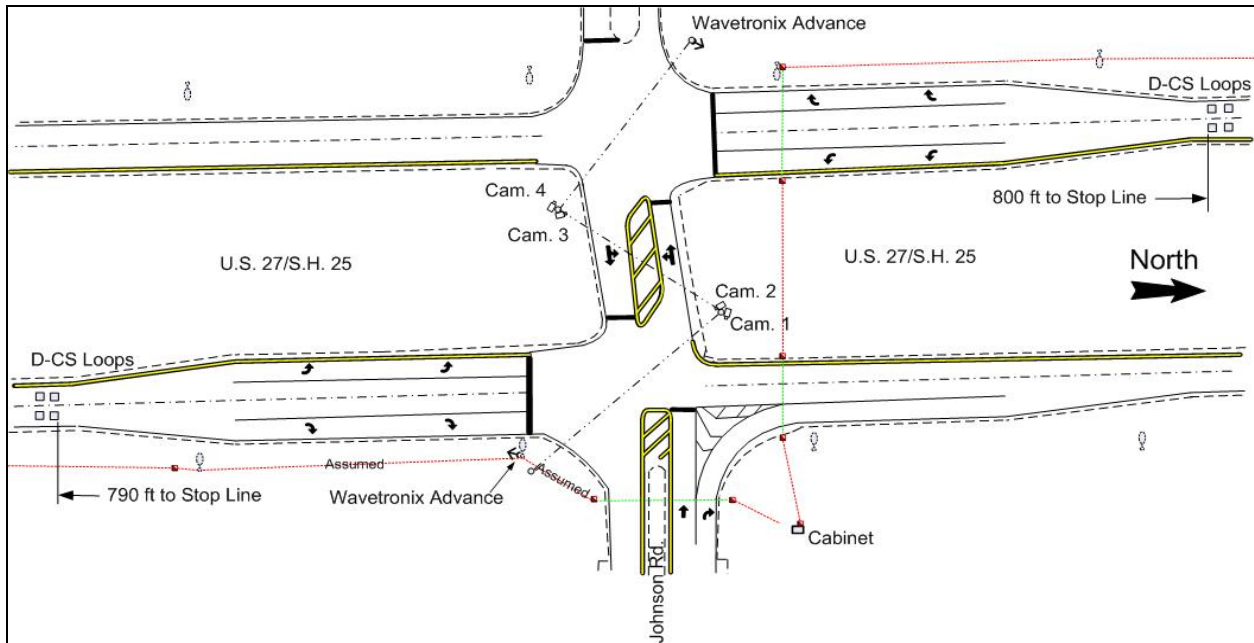 Wavetronix Advance
D-CS Loops
Cam. 4
Cam. 3
800 ft to Stop Line
U.S. 27/S.H. 25
U.S. 27/S.H. 25
North
Cam. 2
Cam. 1
D-CS Loops
Assumed
Assumed
790 ft to Stop Line
Wavetronix Advance
Cabinet
Johnson Rd.